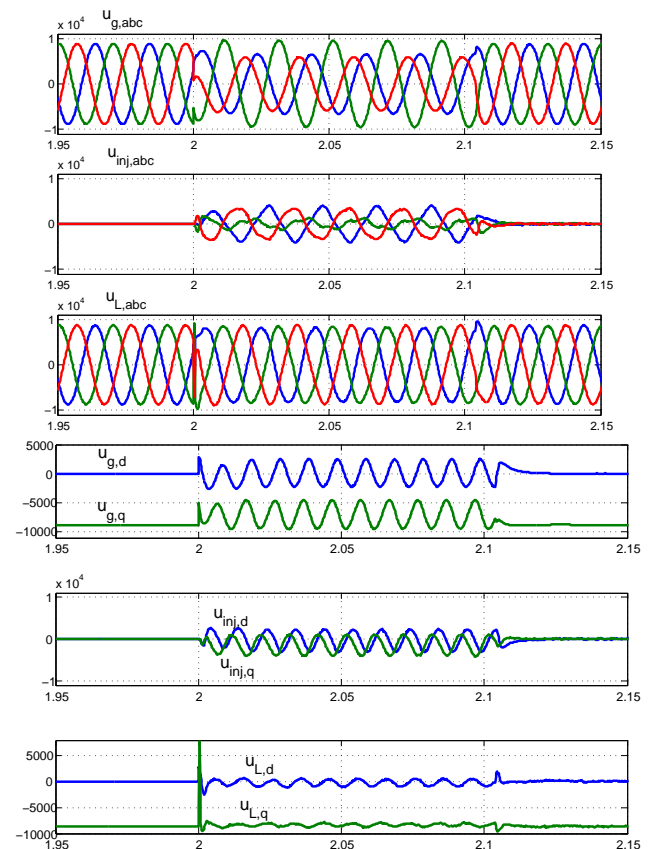 u_g,abc
x 10^4
1
0
−1
1.95 2 2.05 2.1 2.15
u_inj,abc
x 10^4
1
0
−1
1.95 2 2.05 2.1 2.15
u_L,abc
x 10^4
1
0
−1
1.95 2 2.05 2.1 2.15
5000
u_g,d
0
−5000
u_g,q
−10000
1.95 2 2.05 2.1 2.15
x 10^4
1
u_inj,d
0
u_inj,q
−1
1.95 2 2.05 2.1 2.15
5000
u_L,d
0
−5000
u_L,q
−10000
1.95 2 2.05 2.1 2.15